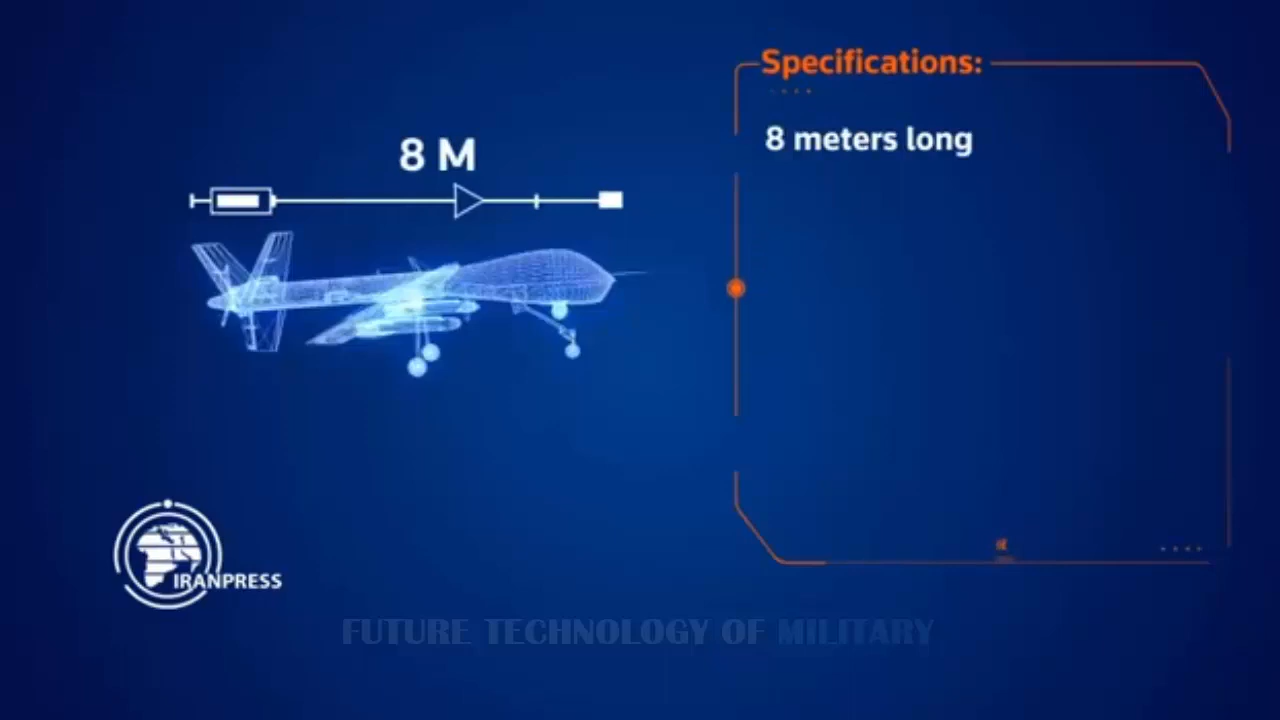 Specifications:
8 M
8 meters long
IRANPRESS
FUTURE TECHNOLOGY OF MILITARY